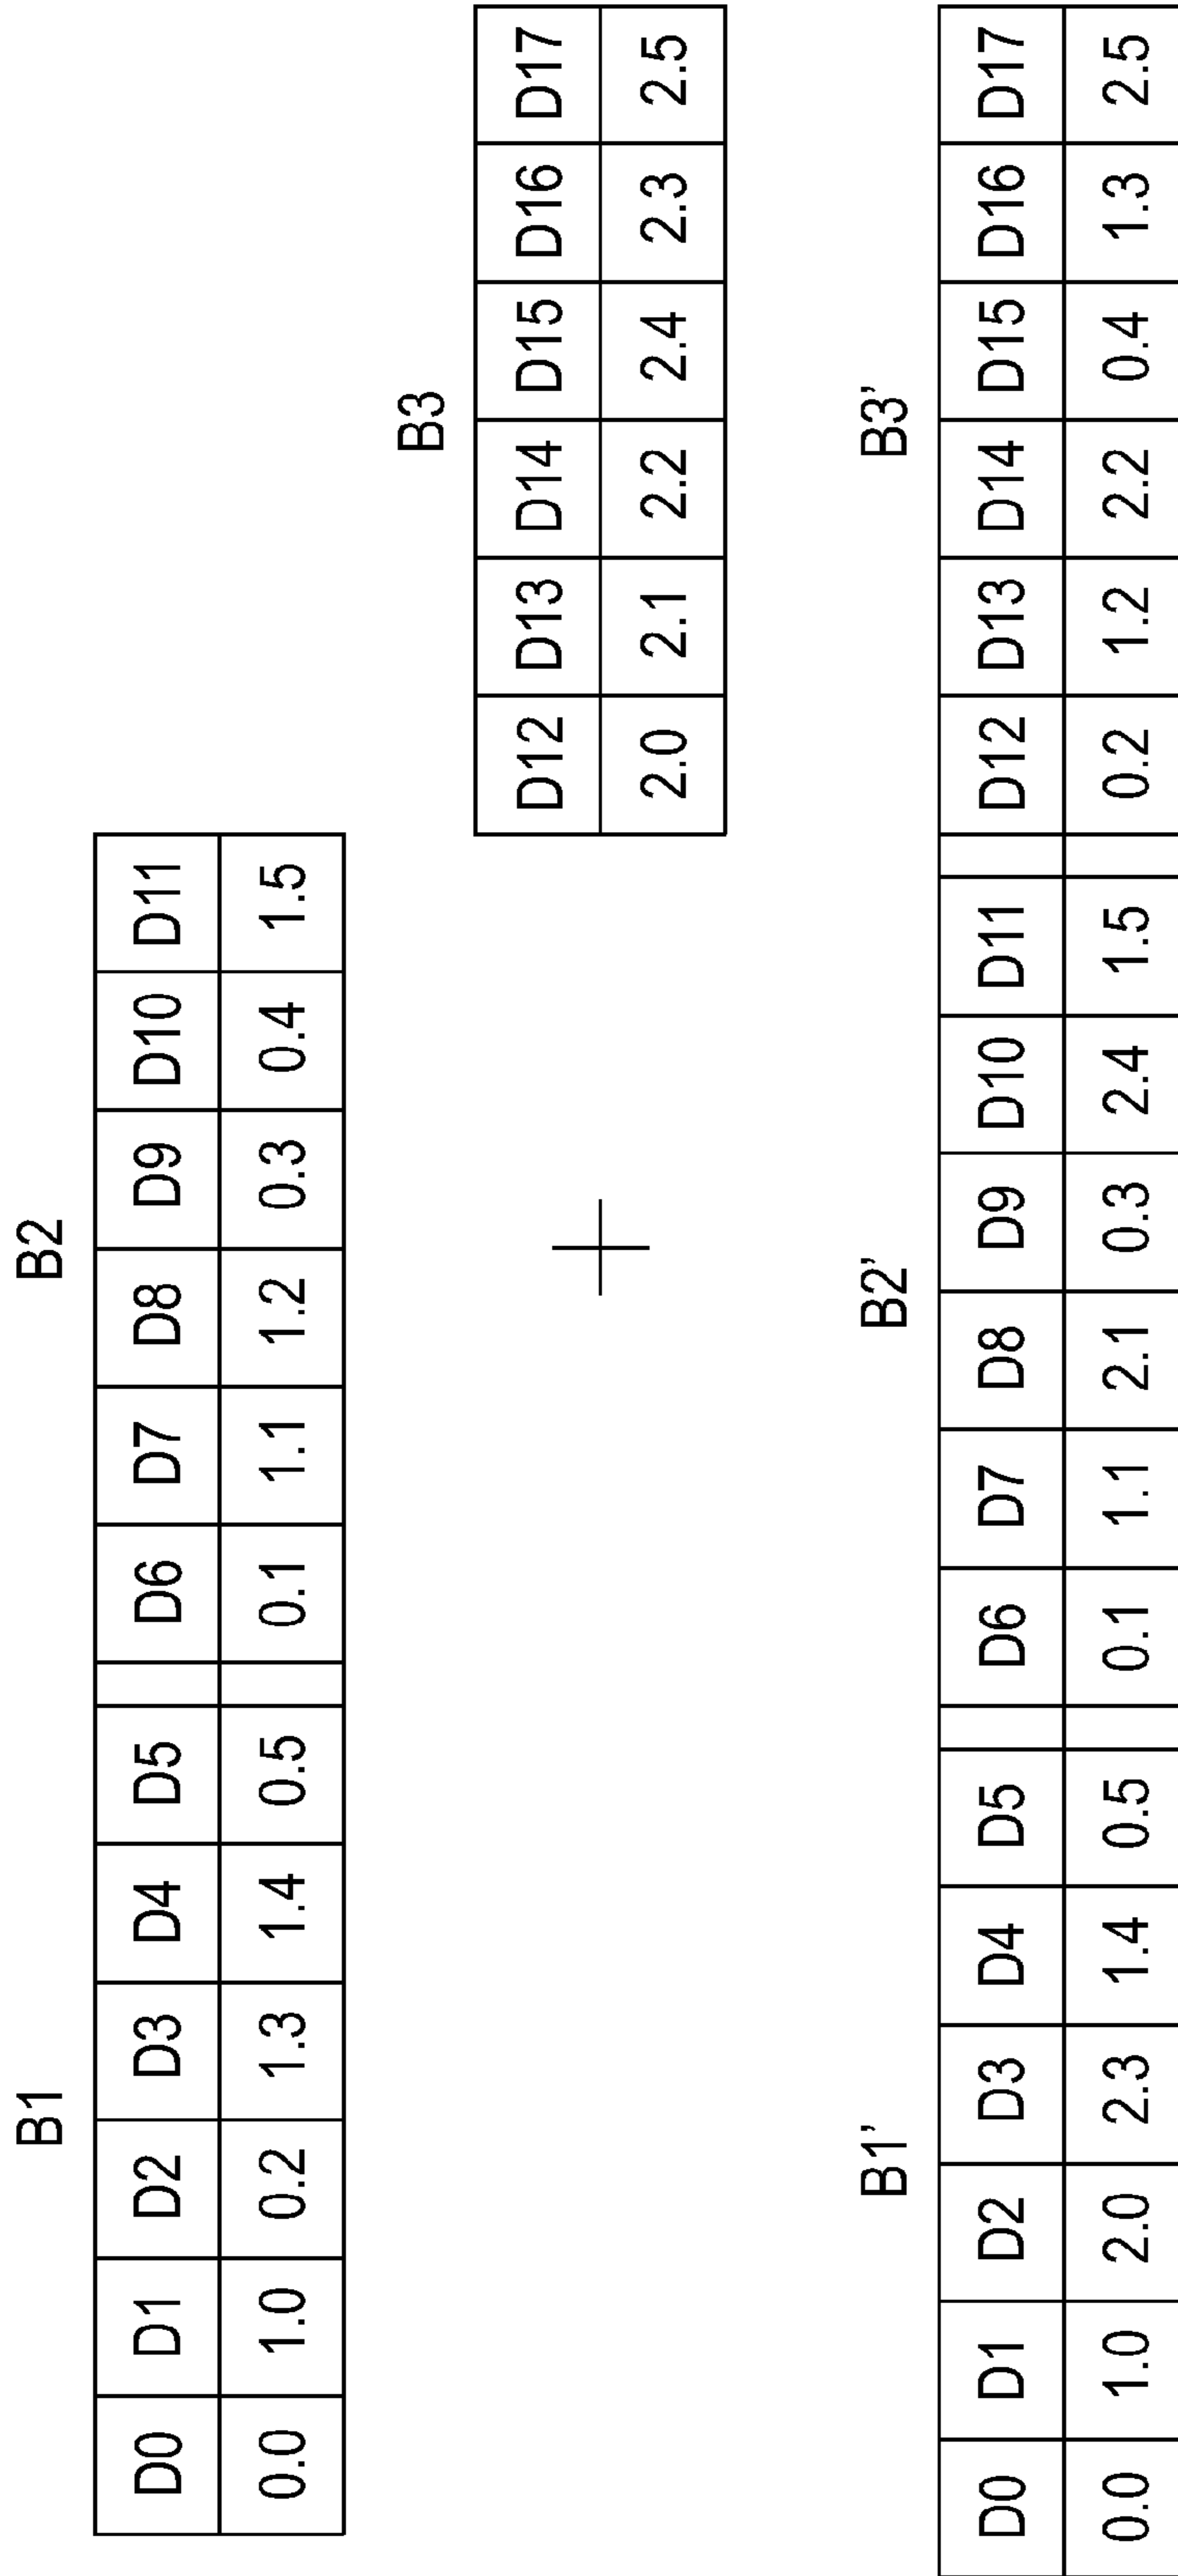 B1 B2
D0 D1 D2 D3 D4 D5 D6 D7 D8 D9 D10 D11
0.0 1.0 0.2 1.3 1.4 0.5 0.1 1.1 1.2 0.3 0.4 1.5
B3
D12 D13 D14 D15 D16 D17
2.0 2.1 2.2 2.4 2.3 2.5
+
B1' B2' B3'
D0 D1 D2 D3 D4 D5 D6 D7 D8 D9 D10 D11 D12 D13 D14 D15 D16 D17
0.0 1.0 2.0 2.3 1.4 0.5 0.1 1.1 2.1 0.3 2.4 1.5 0.2 1.2 2.2 0.4 1.3 2.5